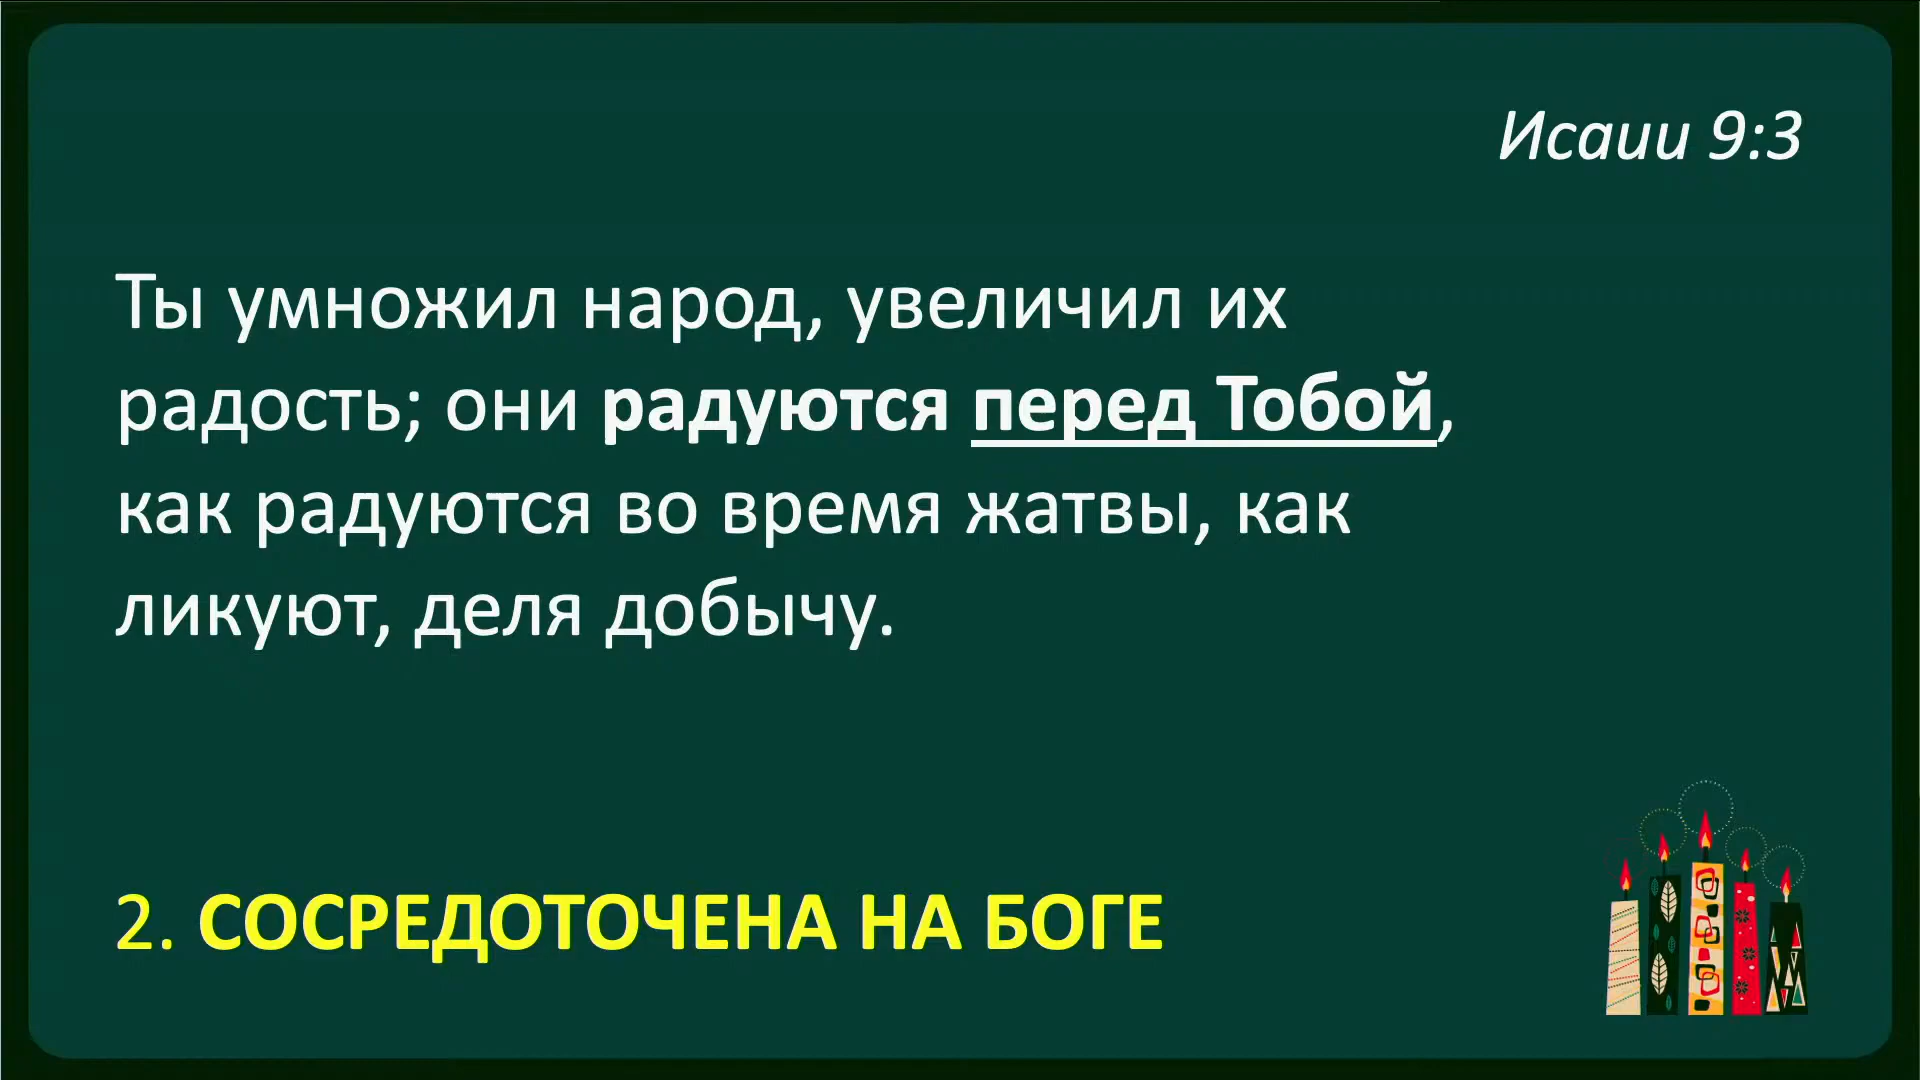 Исаии 9:3
Ты умножил народ, увеличил их
радость; они радуются перед Тобой,
как радуются во время жатвы, как
ликуют, деля добычу.
2. СОСРЕДОТОЧЕНА НА БОГЕ